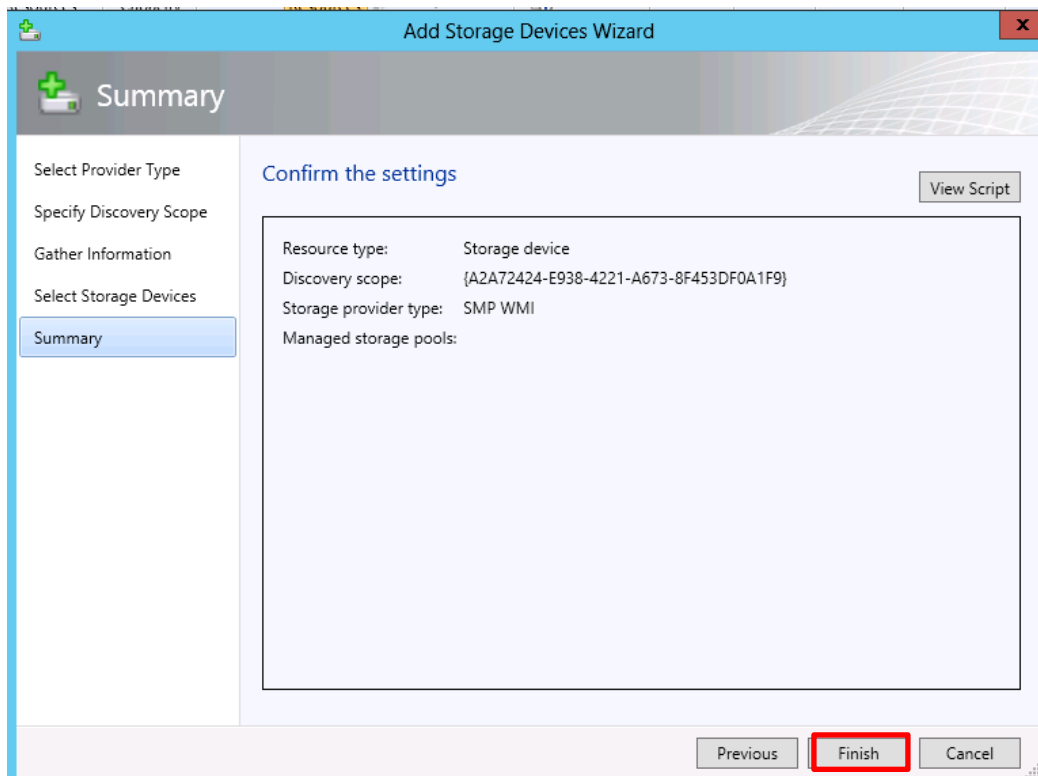 Add Storage Devices Wizard
x
Summary
Select Provider Type
Specify Discovery Scope
Gather Information
Select Storage Devices
Summary
Confirm the settings
View Script
Resource type: Storage device
Discovery scope: {A2A72424-E938-4221-A673-8F453DF0A1F9}
Storage provider type: SMP WMI
Managed storage pools:
Previous Finish Cancel